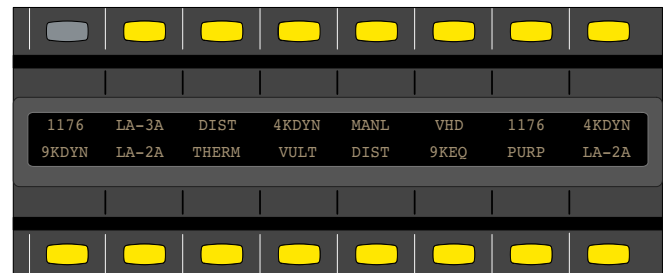 1176 LA-3A DIST 4KDYN MANL VHD 1176 4KDYN
9KDYN LA-2A THERM VULT DIST 9KEQ PURP LA-2A